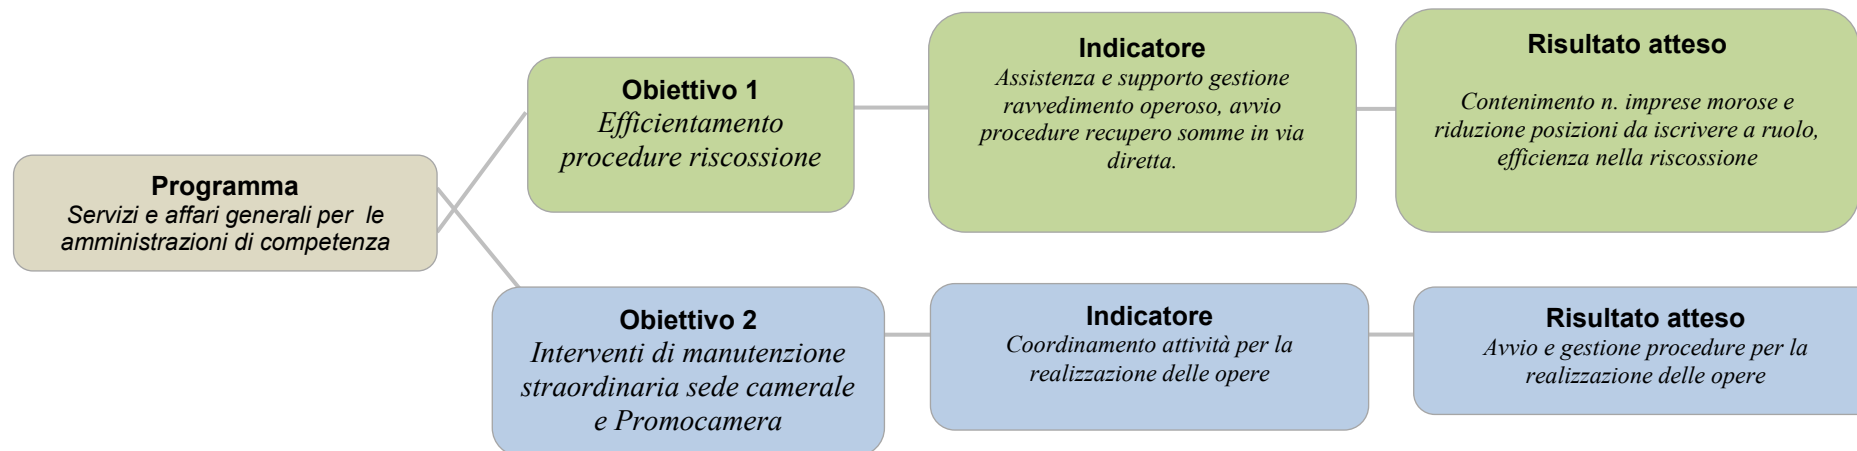 Programma
Servizi e affari generali per le
amministrazioni di competenza
Obiettivo 1
Efficientamento
procedure riscossione
Indicatore
Assistenza e supporto gestione
ravvedimento operoso, avvio
procedure recupero somme in via
diretta.
Risultato atteso
Contenimento n. imprese morose e
riduzione posizioni da iscrivere a ruolo,
efficienza nella riscossione
Obiettivo 2
Interventi di manutenzione
straordinaria sede camerale
e Promocamera
Indicatore
Coordinamento attività per la
realizzazione delle opere
Risultato atteso
Avvio e gestione procedure per la
realizzazione delle opere